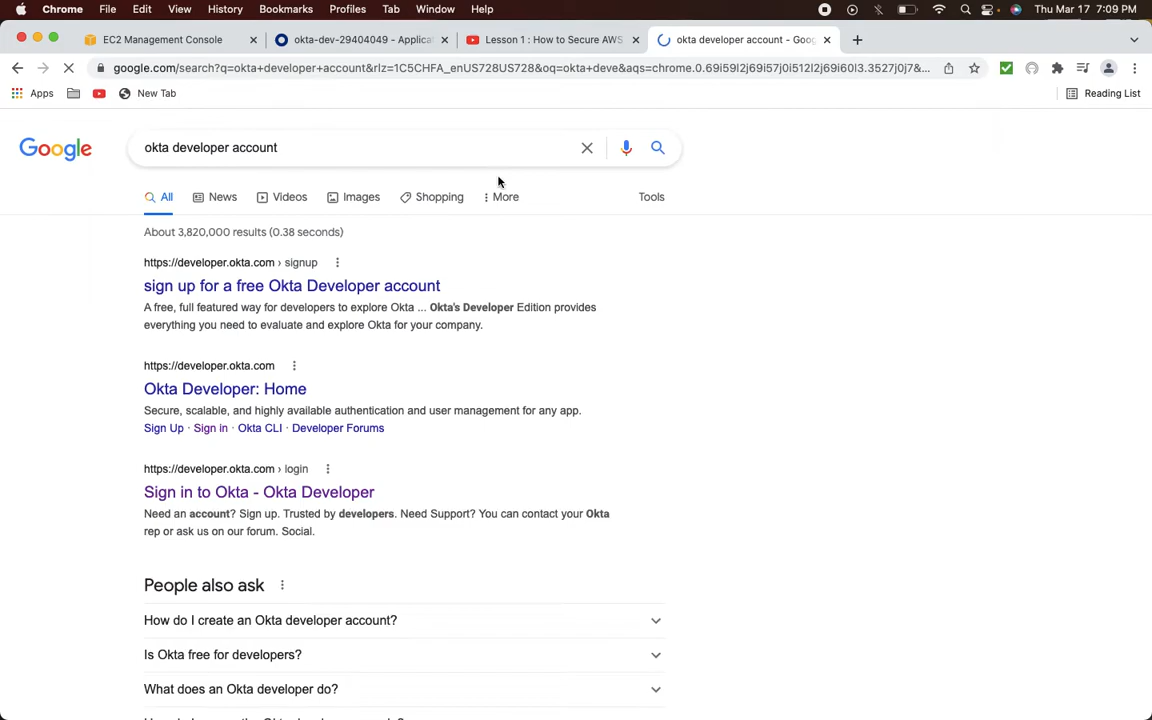 Chrome File Edit View History Bookmarks Profiles Tab Window Help Thu Mar 17 7:09 PM
EC2 Management Console okta-dev-29404049 - Applica Lesson 1 : How to Secure AWS okta developer account - Goog
google.com/search?q=okta+developer+account&rlz=1C5CHFA_enUS728US728&oq=okta+deve&aqs=chrome.0.69i59l2j69i57j0i512l2j69i60l3.3527j0j7&...
Apps New Tab Reading List
Google okta developer account
All News Videos Images Shopping More Tools
About 3,820,000 results (0.38 seconds)
https://developer.okta.com › signup
sign up for a free Okta Developer account
A free, full featured way for developers to explore Okta ... Okta's Developer Edition provides
everything you need to evaluate and explore Okta for your company.
https://developer.okta.com
Okta Developer: Home
Secure, scalable, and highly available authentication and user management for any app.
Sign Up · Sign in · Okta CLI · Developer Forums
https://developer.okta.com › login
Sign in to Okta - Okta Developer
Need an account? Sign up. Trusted by developers. Need Support? You can contact your Okta
rep or ask us on our forum. Social.
People also ask
How do I create an Okta developer account?
Is Okta free for developers?
What does an Okta developer do?